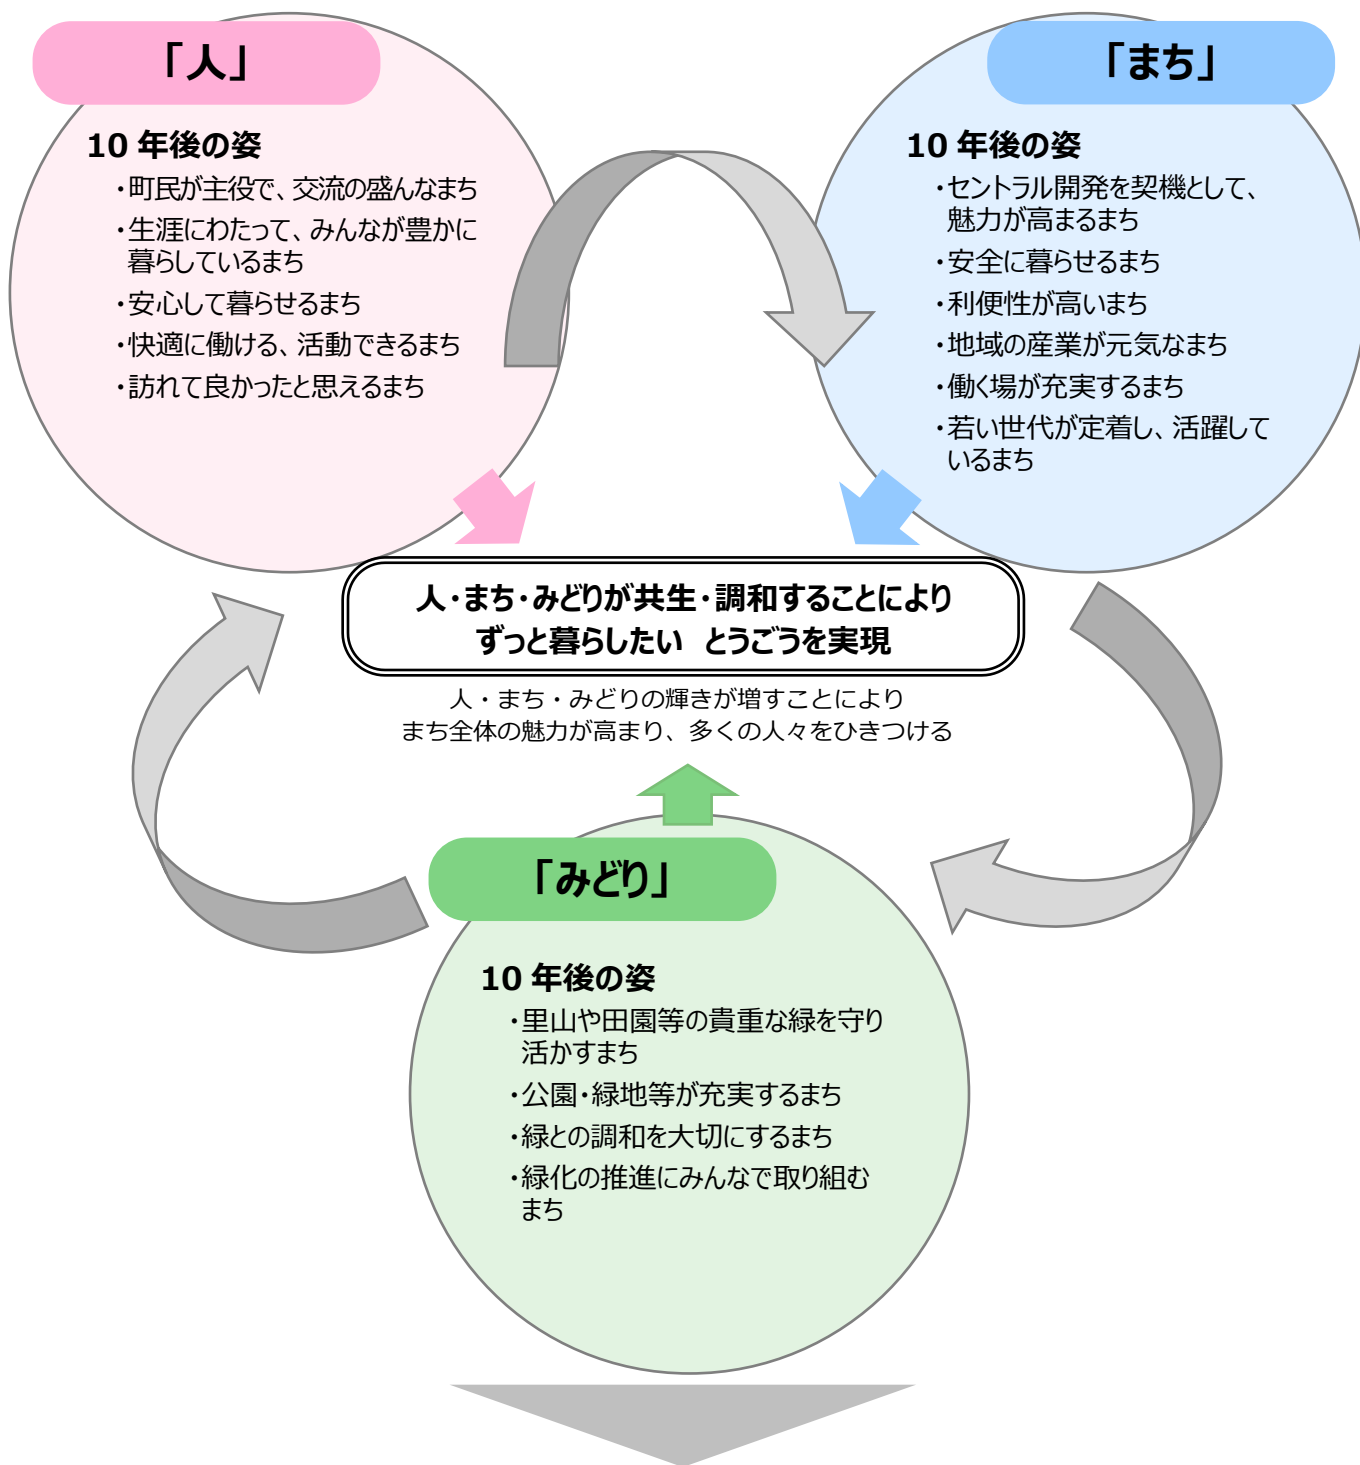 「人」
10 年後の姿
・町民が主役で、交流の盛んなまち
・生涯にわたって、みんなが豊かに
暮らしているまち
・安心して暮らせるまち
・快適に働ける、活動できるまち
・訪れて良かったと思えるまち
「まち」
10 年後の姿
・セントラル開発を契機として、
魅力が高まるまち
・安全に暮らせるまち
・利便性が高いまち
・地域の産業が元気なまち
・働く場が充実するまち
・若い世代が定着し、活躍して
いるまち
人・まち・みどりが共生・調和することにより
ずっと暮らしたい　とうごうを実現
人・まち・みどりの輝きが増すことにより
まち全体の魅力が高まり、多くの人々をひきつける
「みどり」
10 年後の姿
・里山や田園等の貴重な緑を守り
活かすまち
・公園・緑地等が充実するまち
・緑との調和を大切にするまち
・緑化の推進にみんなで取り組む
まち